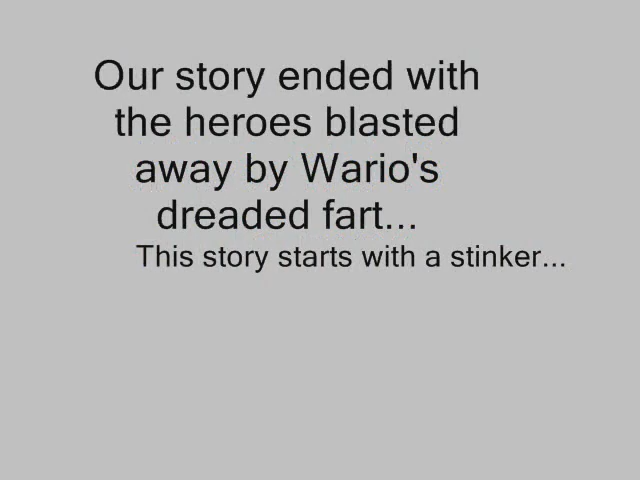 Our story ended with
the heroes blasted
away by Wario's
dreaded fart...
This story starts with a stinker...